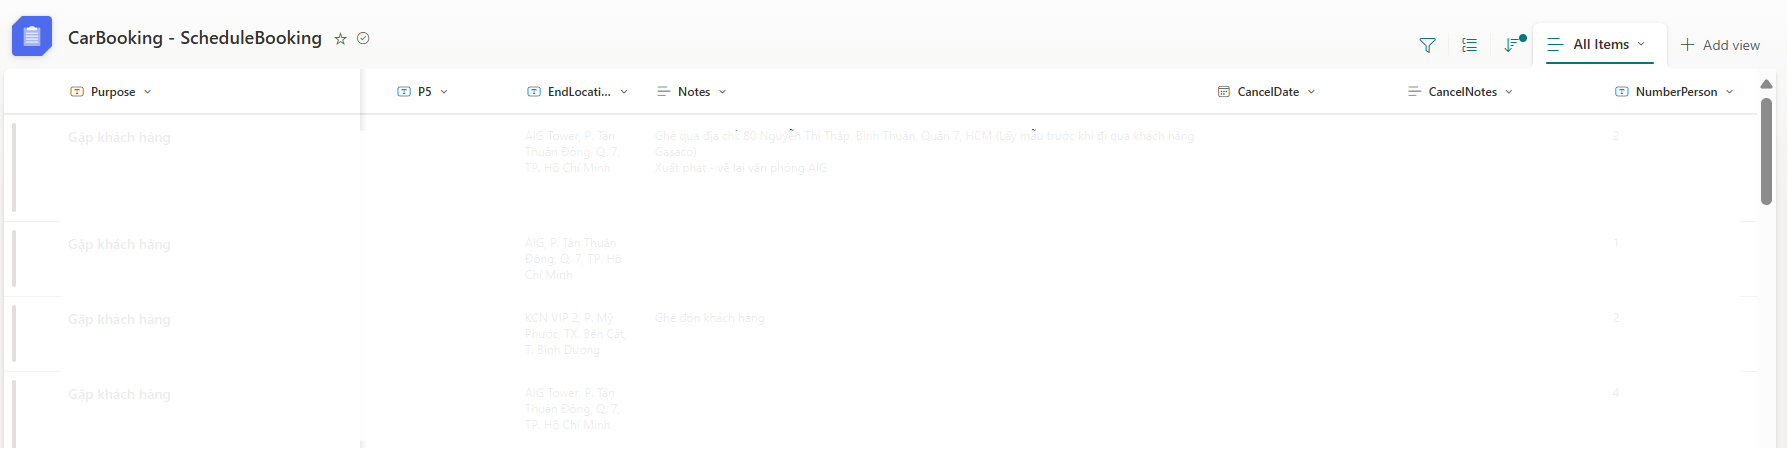 CarBooking - ScheduleBooking
All Items
Add view
Purpose
P5
EndLocati...
Notes
CancelDate
CancelNotes
NumberPerson
Gặp khách hàng
AIG Tower, P. Tân
Thuận Đông, Q. 7,
TP. Hồ Chí Minh
Ghé qua địa chỉ: 80 Nguyễn Thị Thập, Bình Thuận, Quận 7, HCM (Lấy mẫu trước khi đi qua khách hàng
Gasaco)
Xuất phát - về lại văn phòng AIG
2
Gặp khách hàng
AIG, P. Tân Thuận
Đông, Q. 7, TP. Hồ
Chí Minh
1
Gặp khách hàng
KCN VIP 2, P. Mỹ
Phước, TX. Bến Cát,
T. Bình Dương
Ghé đón khách hàng
2
Gặp khách hàng
AIG Tower, P. Tân
Thuận Đông, Q. 7,
TP. Hồ Chí Minh
4